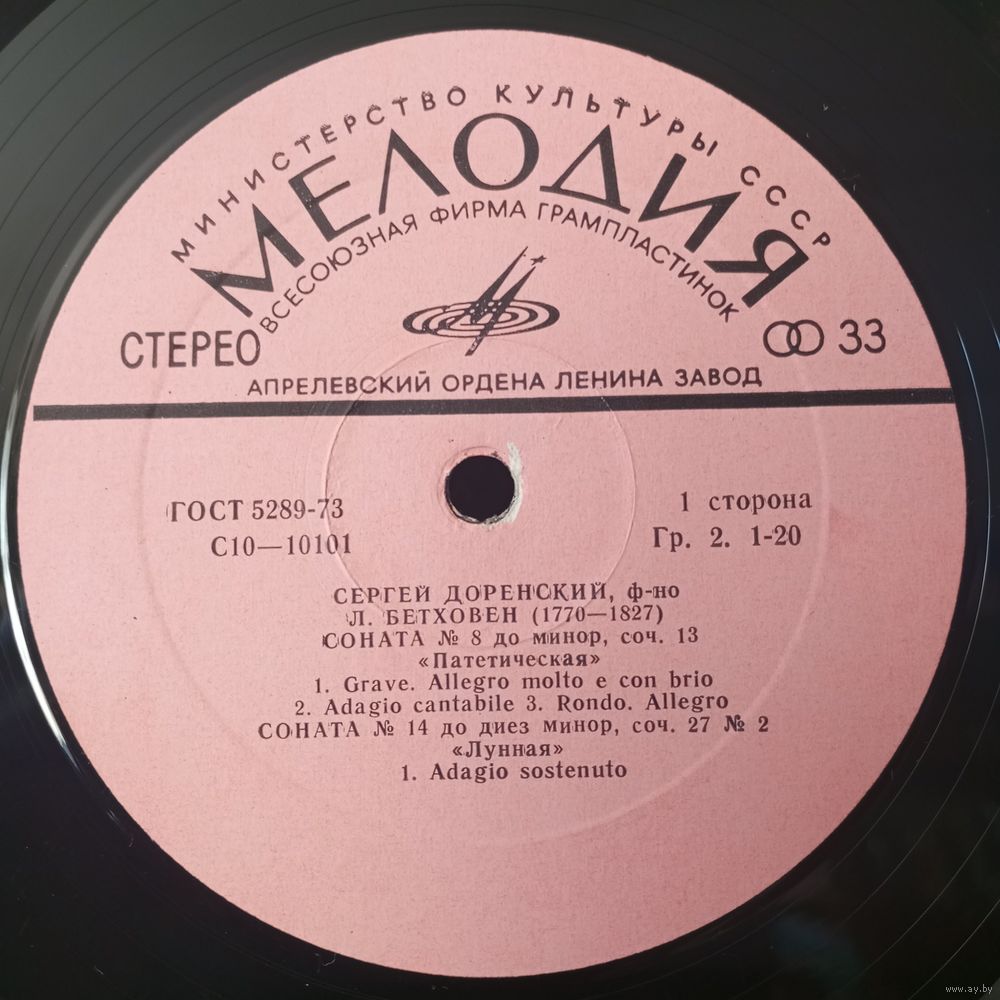 МИНИСТЕРСТВО КУЛЬТУРЫ СССР
МЕЛОДИЯ
ВСЕСОЮЗНАЯ ФИРМА ГРАМПЛАСТИНОК
СТЕРЕО
33
АПРЕЛЕВСКИЙ ОРДЕНА ЛЕНИНА ЗАВОД
ГОСТ 5289-73
1 сторона
С10—10101
Гр. 2. 1-20
СЕРГЕЙ ДОРЕНСКИЙ, ф-но
Л. БЕТХОВЕН (1770—1827)
СОНАТА № 8 до минор, соч. 13
«Патетическая»
1. Grave. Allegro molto e con brio
2. Adagio cantabile 3. Rondo. Allegro
СОНАТА № 14 до диез минор, соч. 27 № 2
«Лунная»
1. Adagio sostenuto
www.ay.by